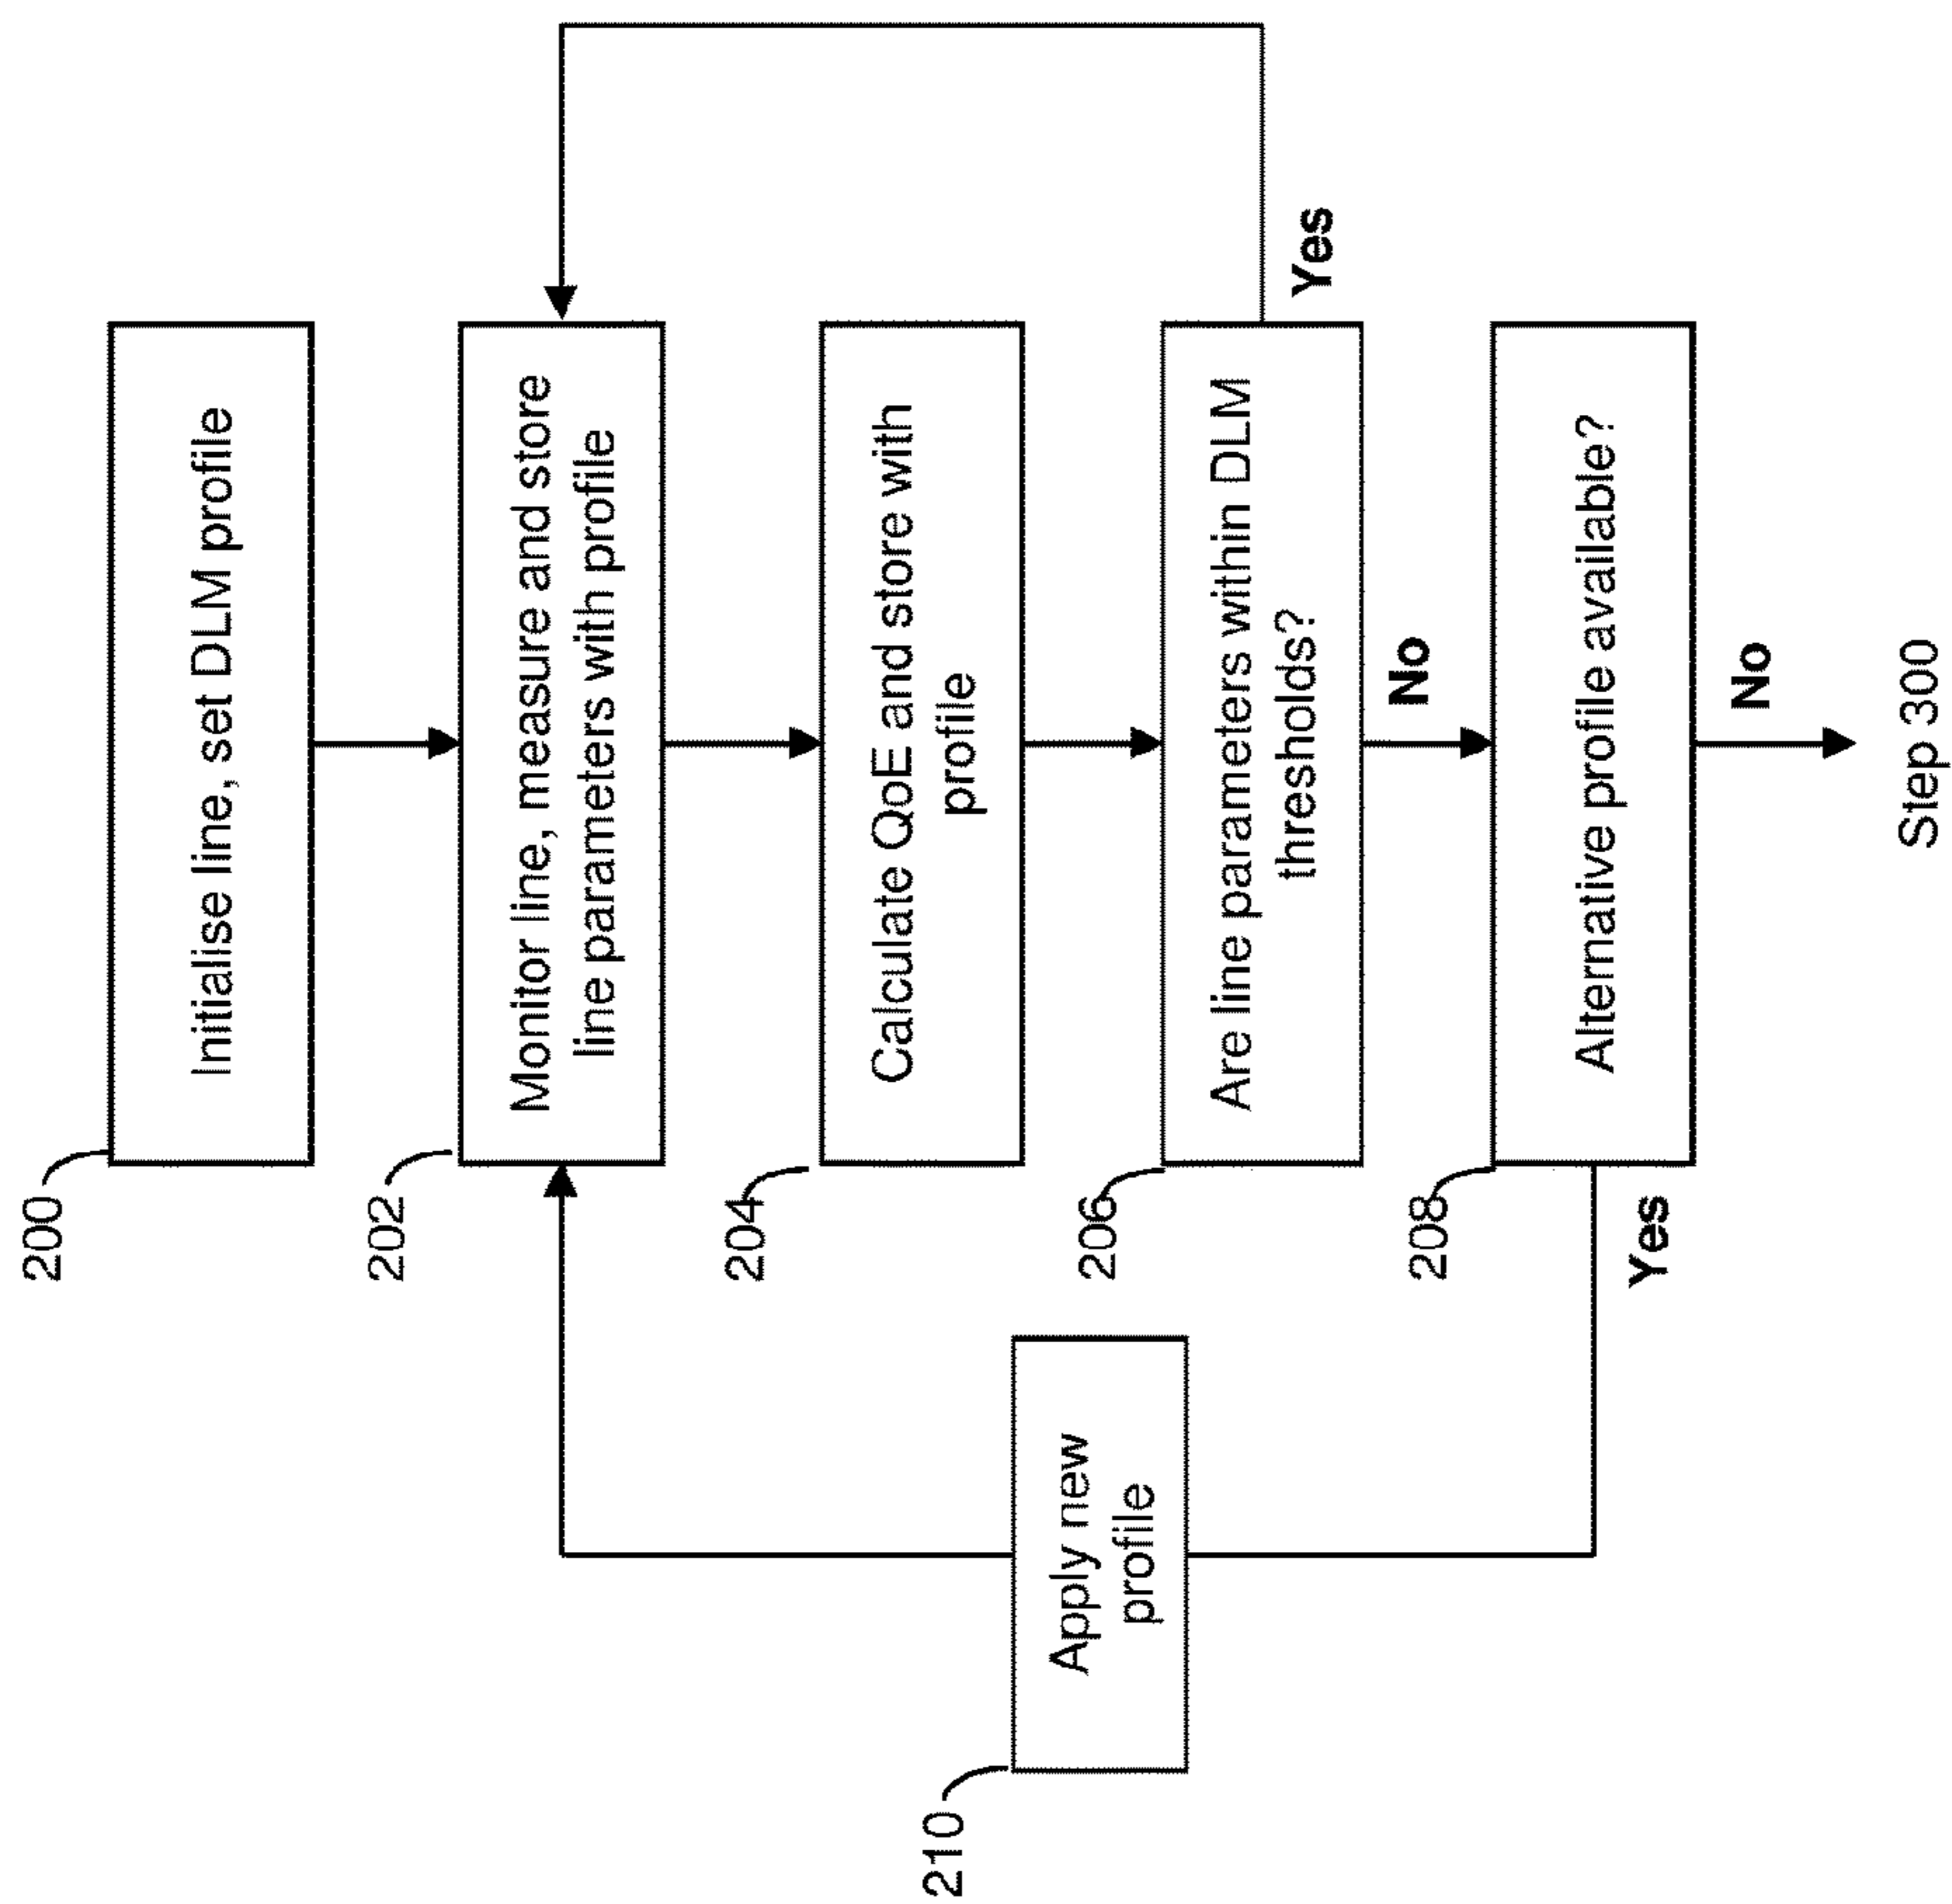 200
Initialise line, set DLM profile
202
Monitor line, measure and store
line parameters with profile
204
Calculate QoE and store with
profile
206
Are line parameters within DLM
thresholds?
Yes
No
208
Alternative profile available?
Yes
No
210
Apply new
profile
Step 300